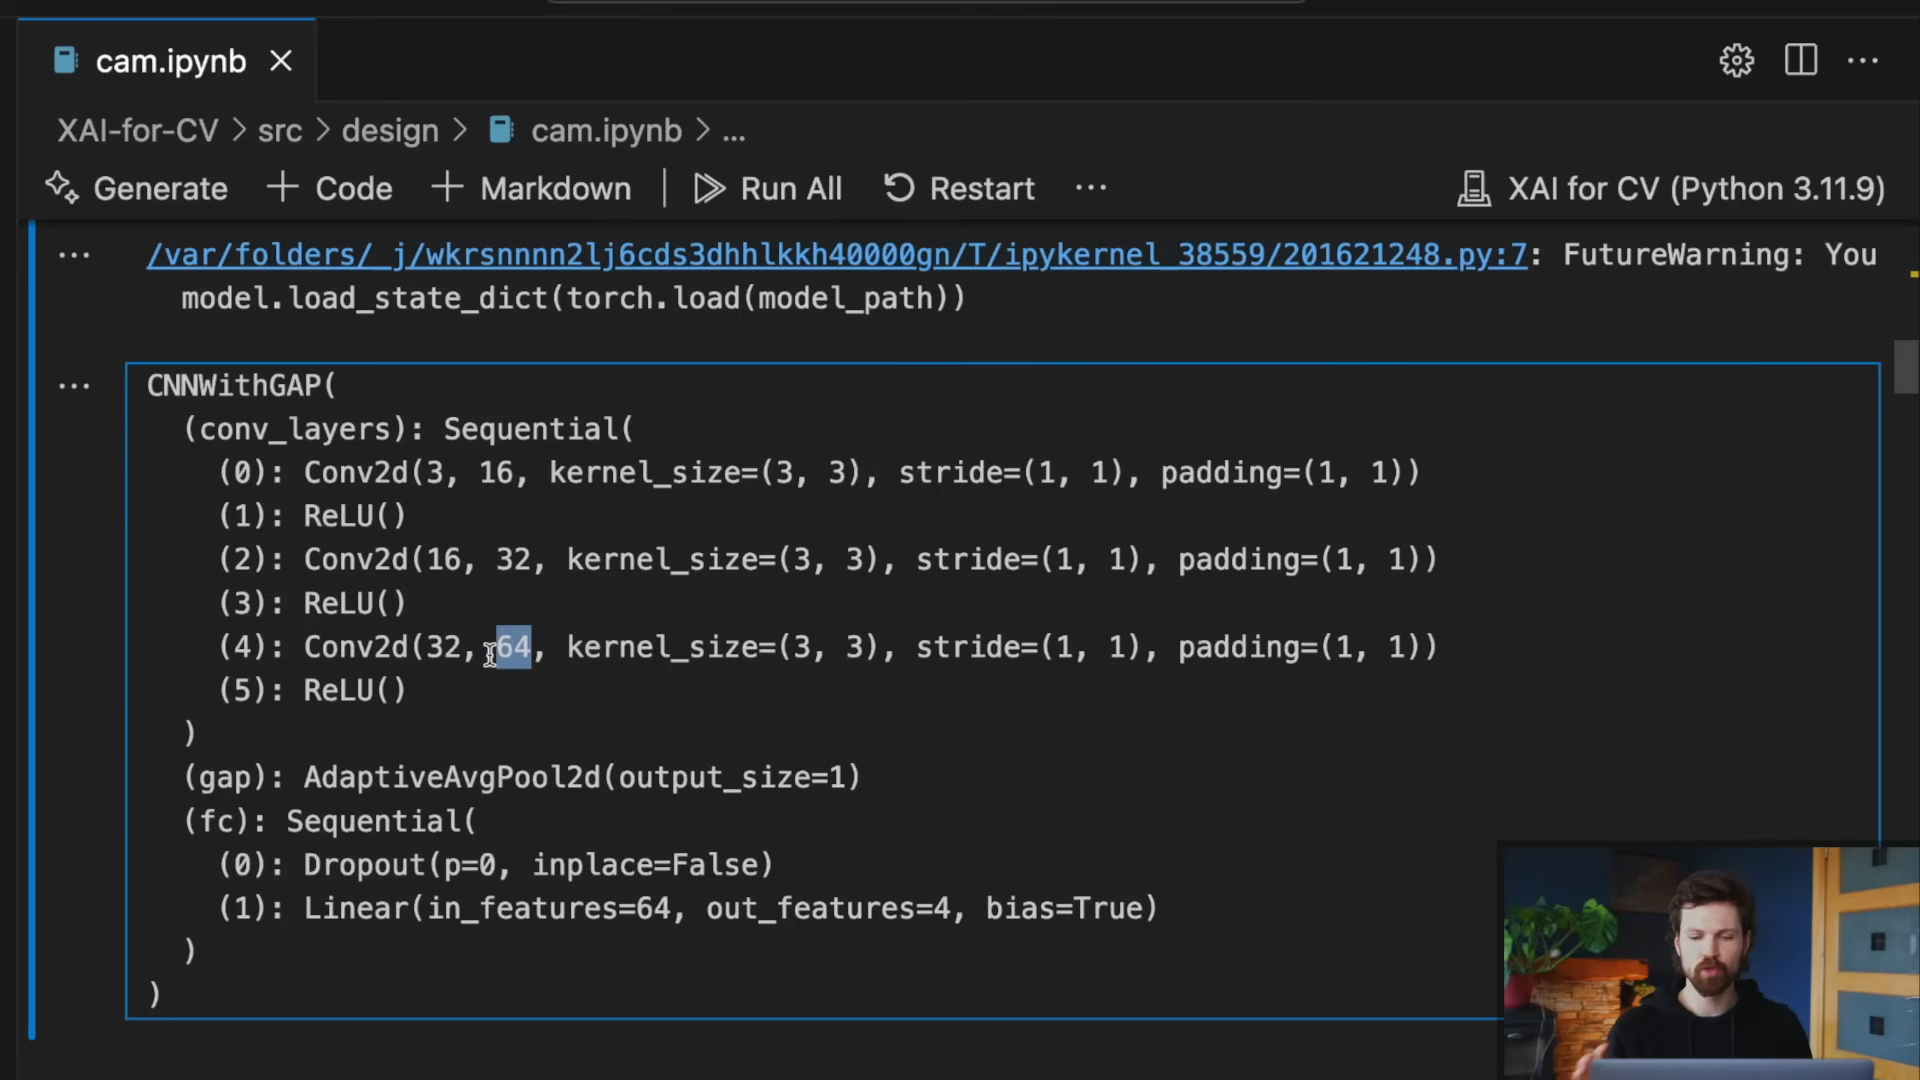 cam.ipynb
XAI-for-CV > src > design > cam.ipynb > ...
Generate + Code + Markdown | Run All Restart ... XAI for CV (Python 3.11.9)
/var/folders/_j/wkrsnnnn2lj6cds3dhhlkkh40000gn/T/ipykernel_38559/201621248.py:7: FutureWarning: You
model.load_state_dict(torch.load(model_path))
CNNWithGAP(
(conv_layers): Sequential(
(0): Conv2d(3, 16, kernel_size=(3, 3), stride=(1, 1), padding=(1, 1))
(1): ReLU()
(2): Conv2d(16, 32, kernel_size=(3, 3), stride=(1, 1), padding=(1, 1))
(3): ReLU()
(4): Conv2d(32, 64, kernel_size=(3, 3), stride=(1, 1), padding=(1, 1))
(5): ReLU()
)
(gap): AdaptiveAvgPool2d(output_size=1)
(fc): Sequential(
(0): Dropout(p=0, inplace=False)
(1): Linear(in_features=64, out_features=4, bias=True)
)
)